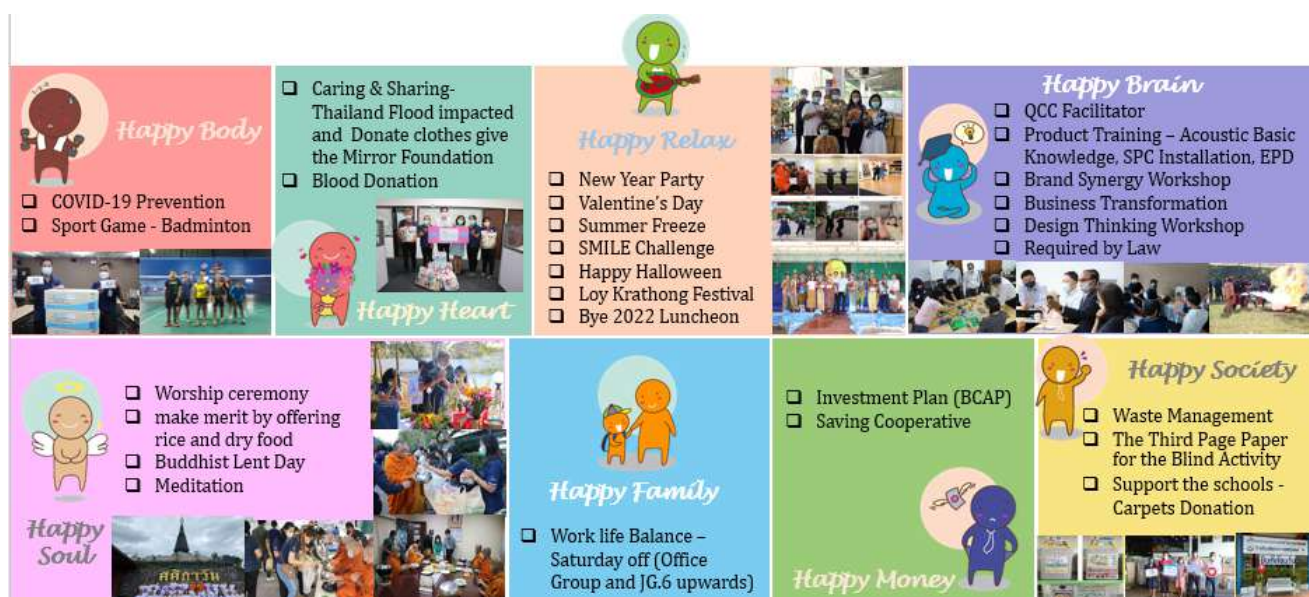 Happy Body
❑ COVID-19 Prevention
❑ Sport Game - Badminton
❑ Caring & Sharing-
Thailand Flood impacted
and Donate clothes give
the Mirror Foundation
❑ Blood Donation
Happy Heart
Happy Relax
❑ New Year Party
❑ Valentine's Day
❑ Summer Freeze
❑ SMILE Challenge
❑ Happy Halloween
❑ Loy Krathong Festival
❑ Bye 2022 Luncheon
Happy Brain
❑ QCC Facilitator
❑ Product Training – Acoustic Basic
Knowledge, SPC Installation, EPD
❑ Brand Synergy Workshop
❑ Business Transformation
❑ Design Thinking Workshop
❑ Required by Law
❑ Worship ceremony
❑ make merit by offering
rice and dry food
❑ Buddhist Lent Day
❑ Meditation
Happy
Soul
ศศิภาวัน
Happy Family
❑ Work life Balance –
Saturday off (Office
Group and JG.6 upwards)
❑ Investment Plan (BCAP)
❑ Saving Cooperative
Happy Money
Happy Society
❑ Waste Management
❑ The Third Page Paper
for the Blind Activity
❑ Support the schools -
Carpets Donation